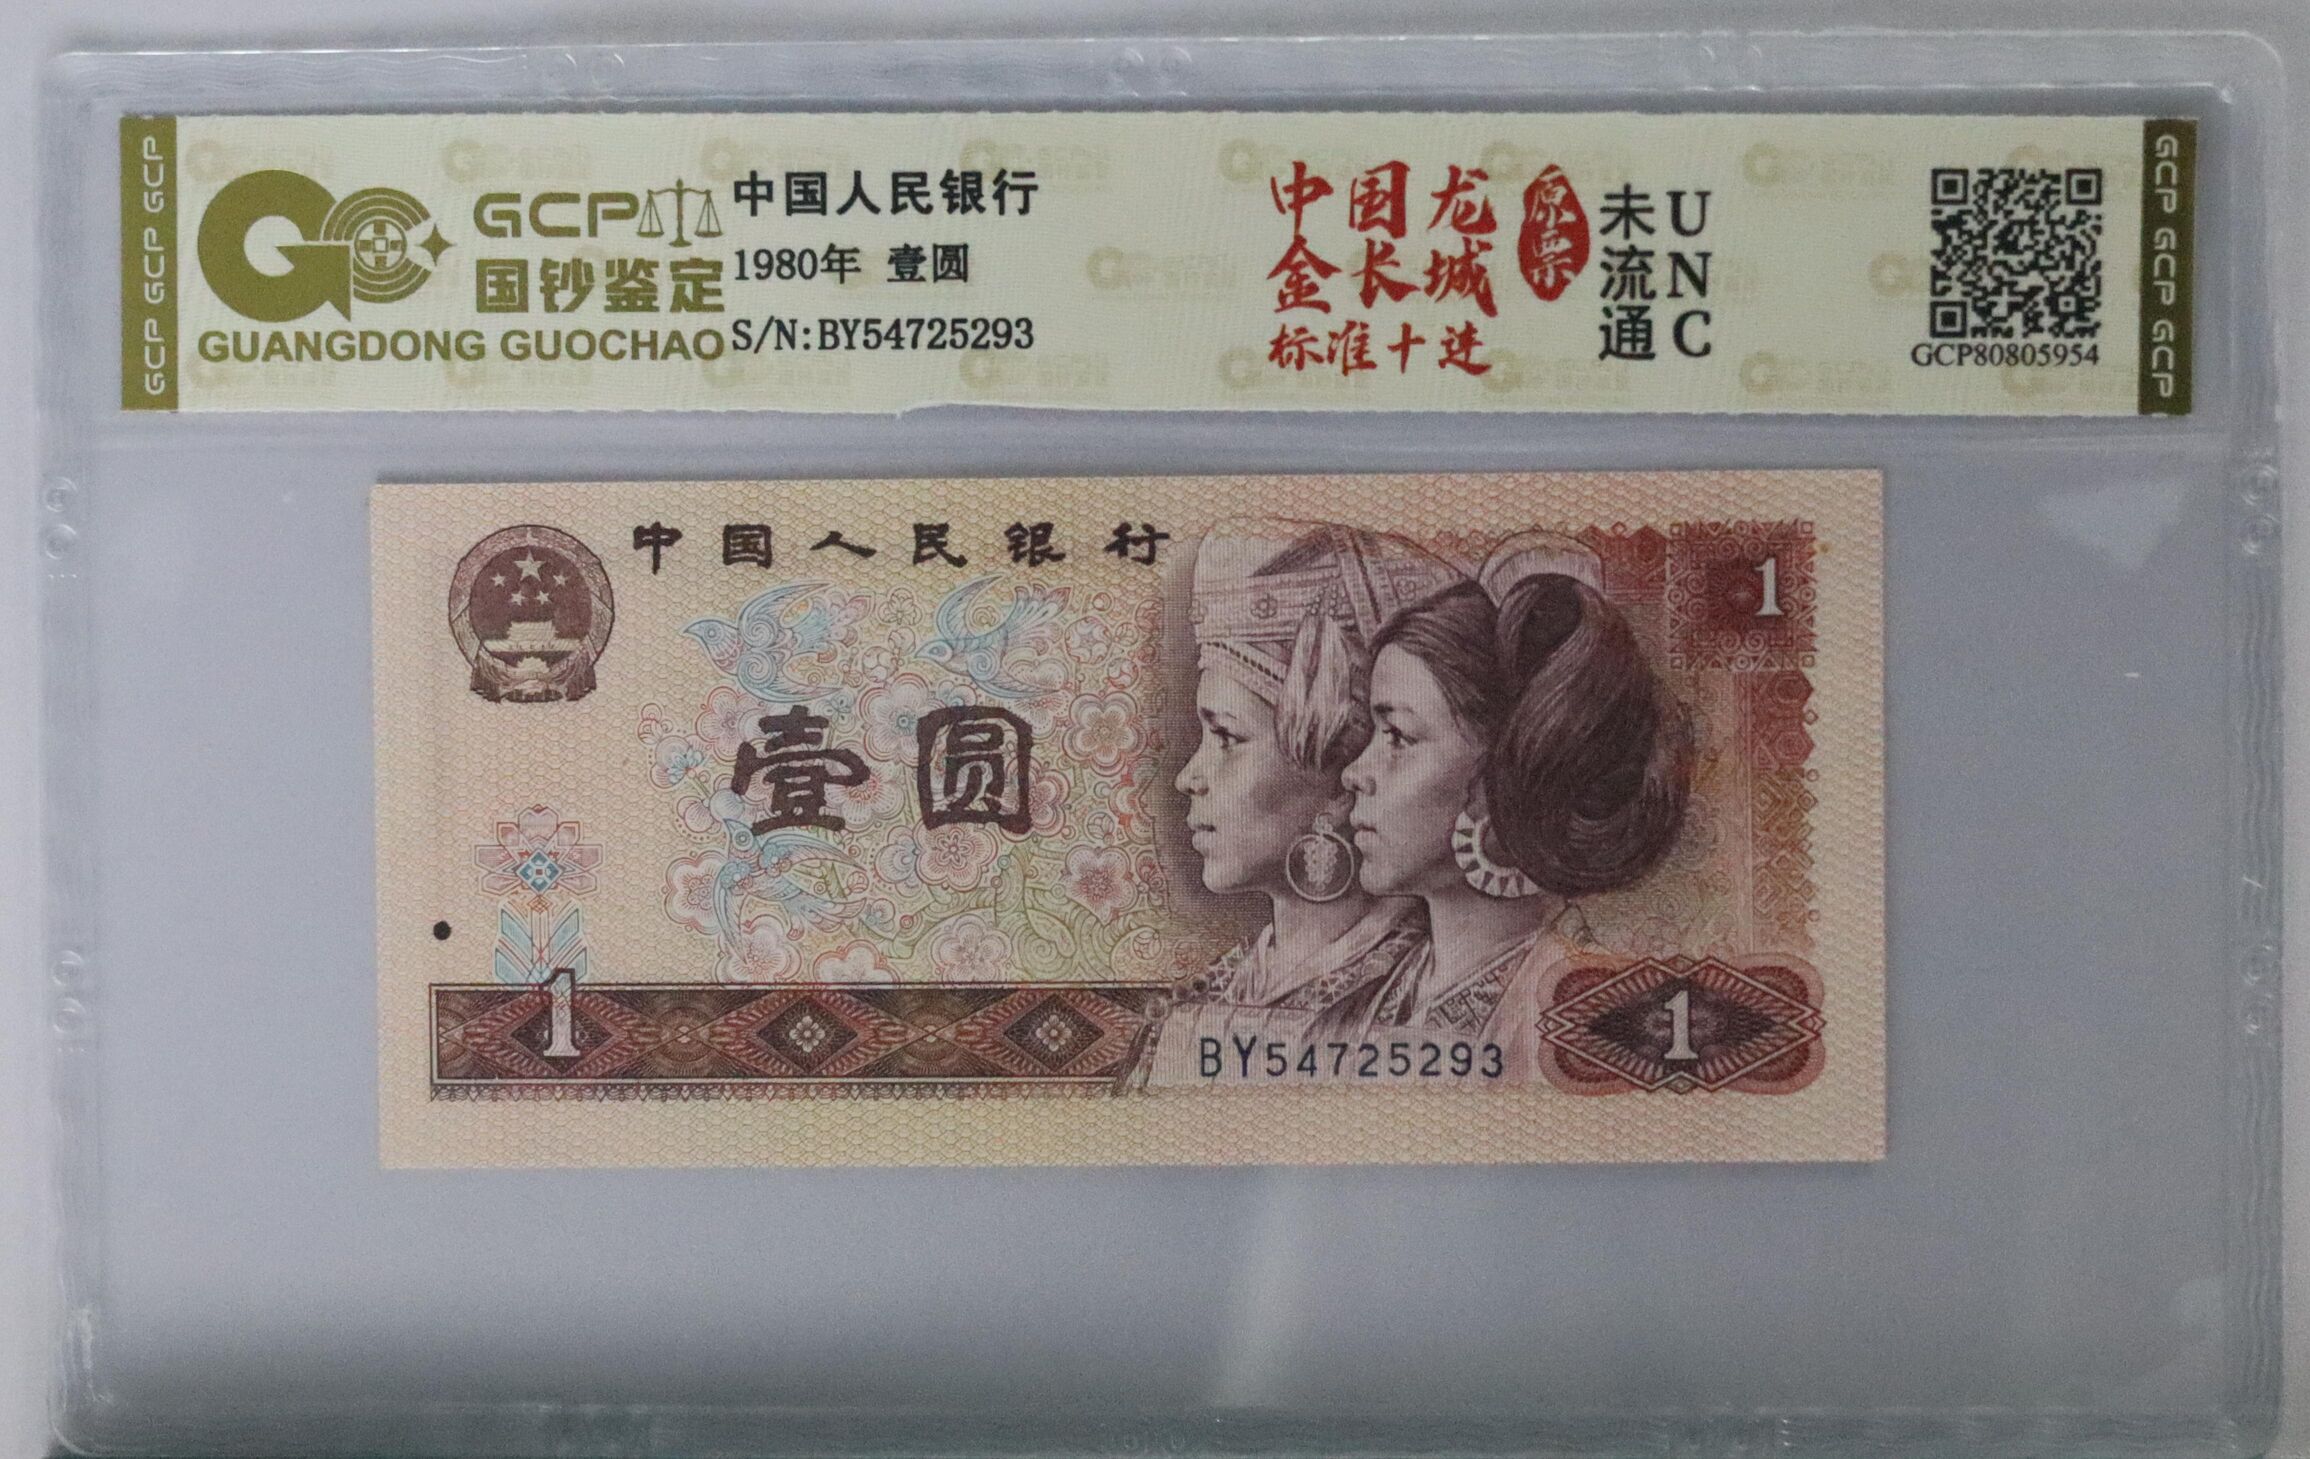 GCP GCP GCP
GCP
国钞鉴定
GUANGDONG GUOCHAO
中国人民银行
1980年 壹圆
S/N:BY54725293
中国龙
金长城
标准十进
原票
未流通
UNC
GCP80805954
GCP GCP GCP
中国人民银行
壹圆
1
1
1
BY54725293